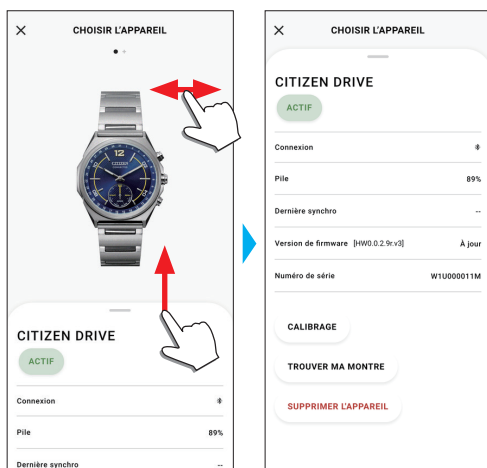 CHOISIR L'APPAREIL
12
CITIZEN
CITIZEN DRIVE
ACTIF
Connexion
Pile 89%
Dernière synchro --
CHOISIR L'APPAREIL
CITIZEN DRIVE
ACTIF
Connexion
Pile 89%
Dernière synchro --
Version de firmware [HW0.0.2.9r.v3] À jour
Numéro de série W1U000011M
CALIBRAGE
TROUVER MA MONTRE
SUPPRIMER L'APPAREIL